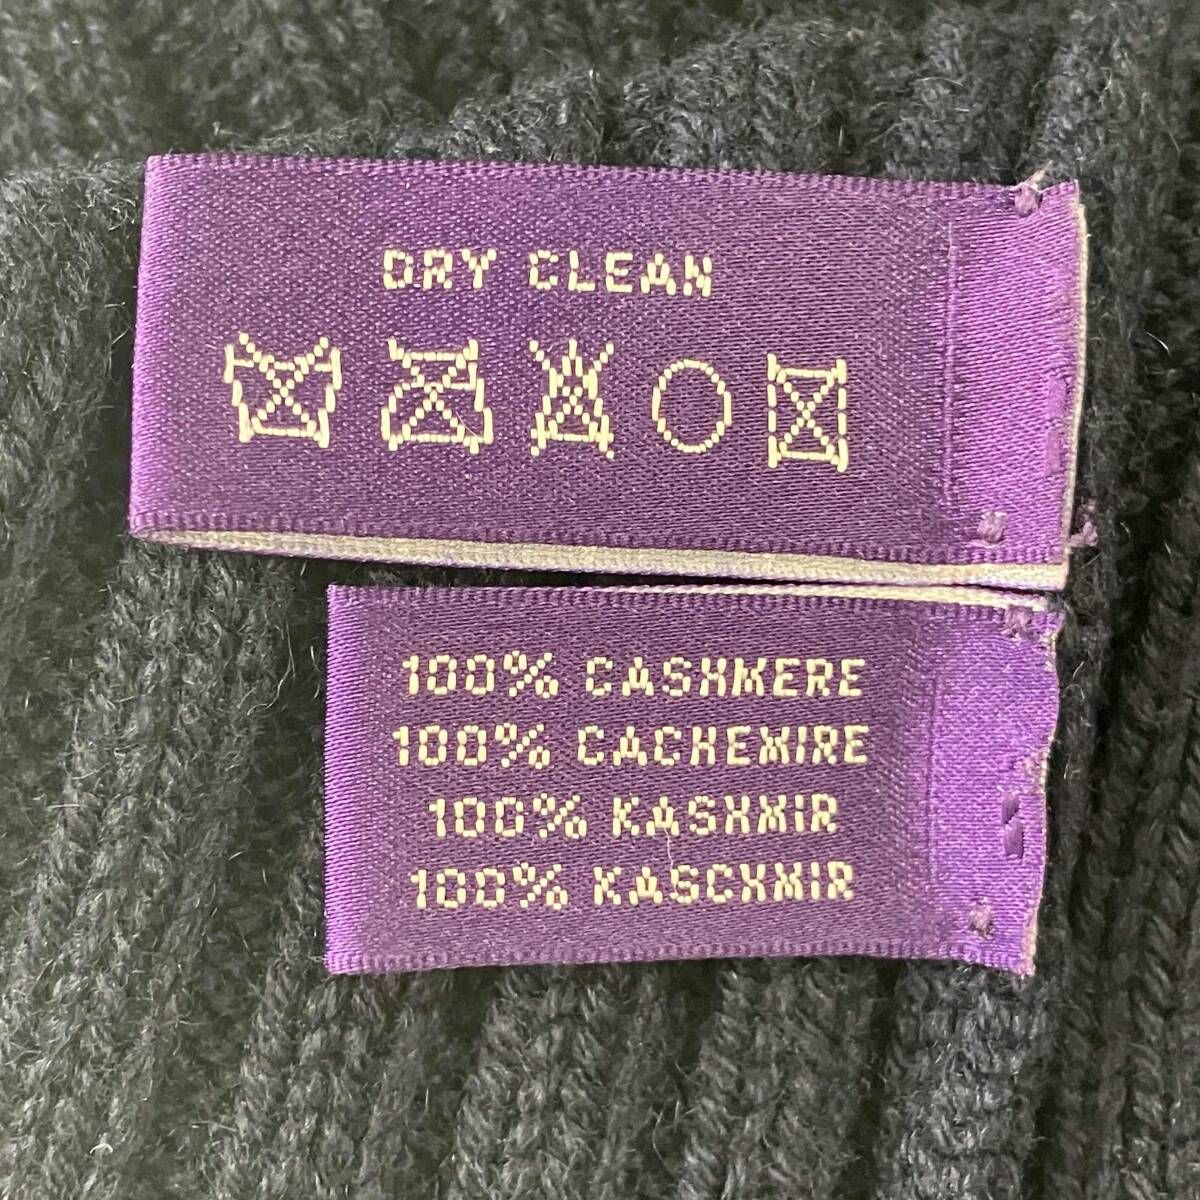 DRY CLEAN
100% CASHMERE
100% CACHEMIRE
100% KASHMIR
100% KASCHMIR